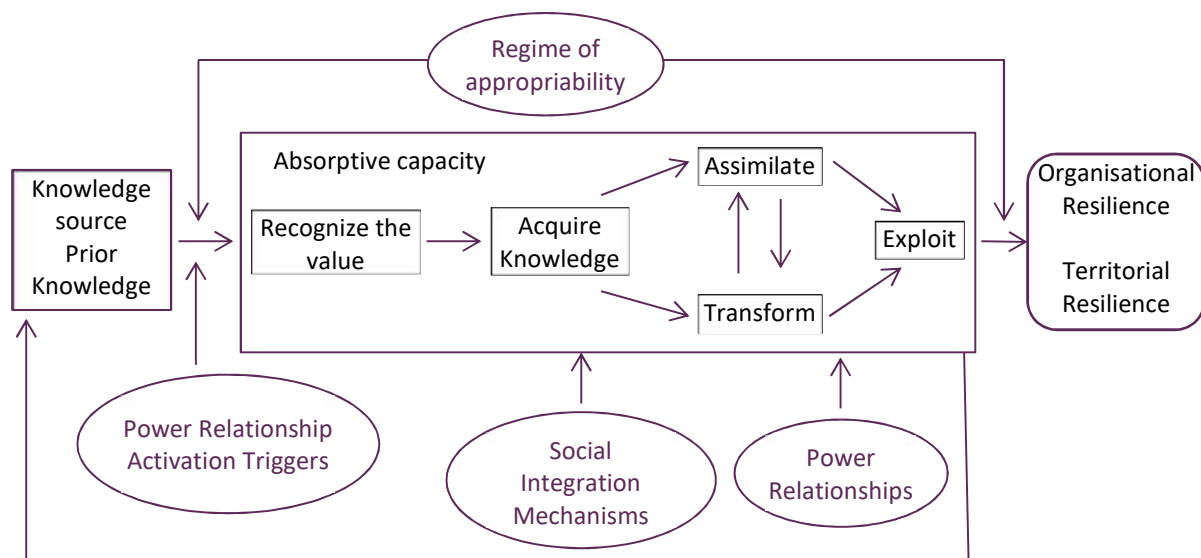 Regime of
appropriability
Absorptive capacity
Knowledge
source
Prior
Knowledge
Recognize the
value
Acquire
Knowledge
Assimilate
Transform
Exploit
Organisational
Resilience
Territorial
Resilience
Power Relationship
Activation Triggers
Social
Integration
Mechanisms
Power
Relationships